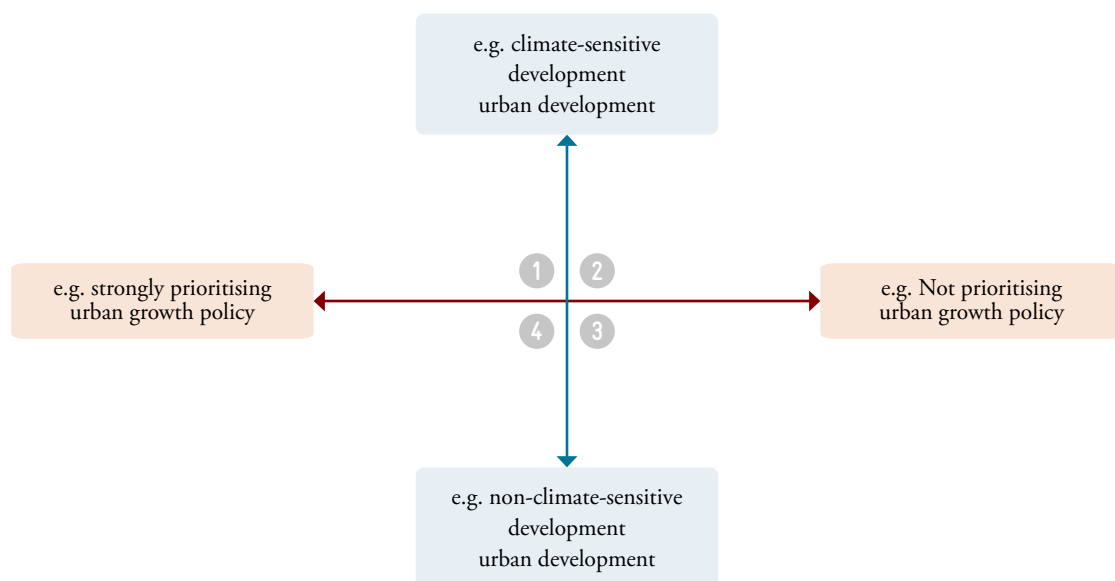 e.g. climate-sensitive
development
urban development
1 2
e.g. strongly prioritising
urban growth policy
e.g. Not prioritising
urban growth policy
4 3
e.g. non-climate-sensitive
development
urban development